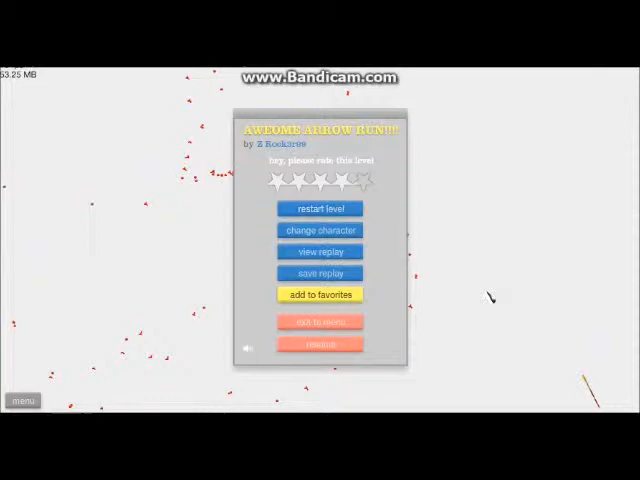 www.Bandicam.com
53.25 MB
AWEOME ARROW RUN!!!!
by Z Rockar99
hey, please rate this level
restart level
change character
view replay
save replay
add to favorites
exit to menu
resume
menu